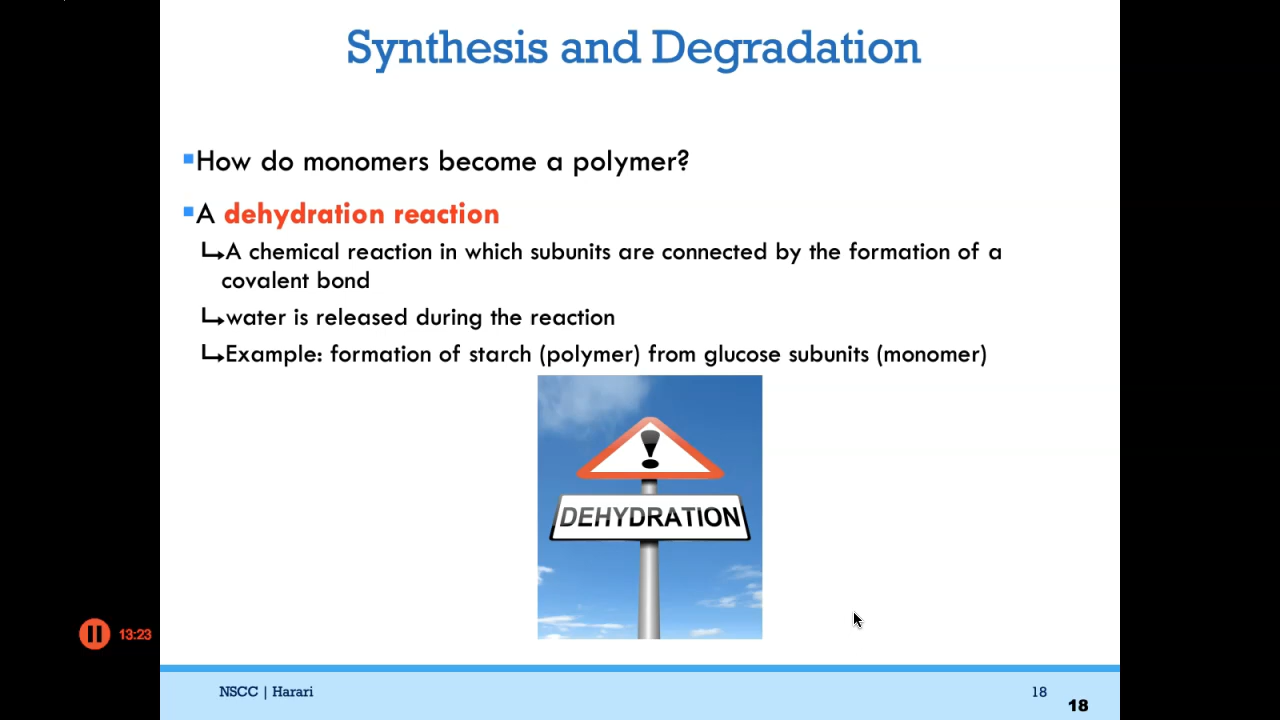 Synthesis and Degradation
How do monomers become a polymer?
A dehydration reaction
A chemical reaction in which subunits are connected by the formation of a
covalent bond
water is released during the reaction
Example: formation of starch (polymer) from glucose subunits (monomer)
!
DEHYDRATION
13:23
NSCC | Harari
18
18